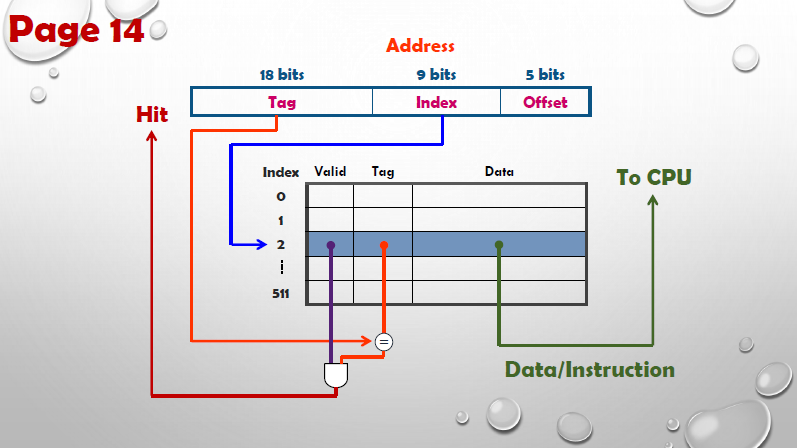 Page 14
Address
18 bits 9 bits 5 bits
Tag Index Offset
Hit
Index Valid Tag Data
To CPU
0
1
2
511
=
Data/Instruction